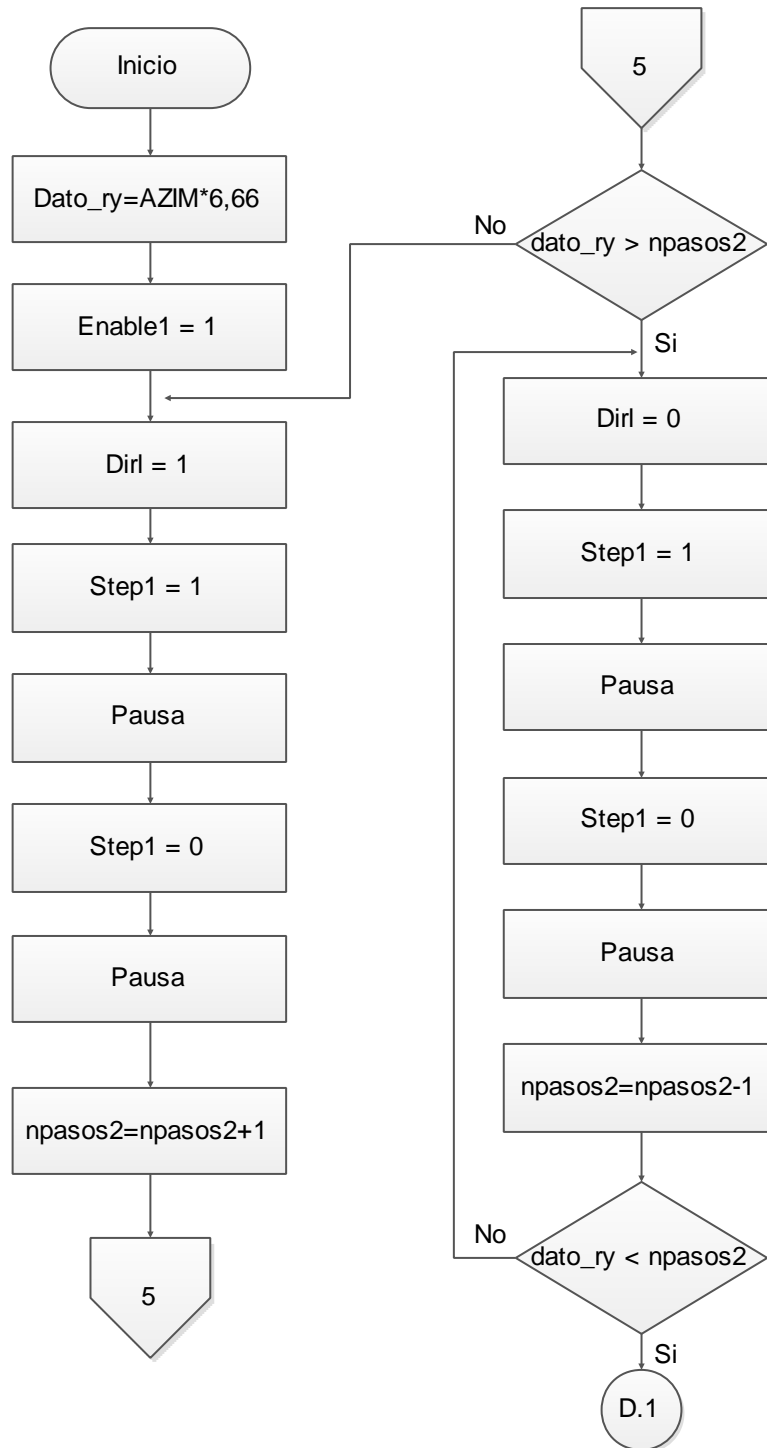 Inicio
Dato_ry=AZIM*6,66
Enable1 = 1
Dirl = 1
Step1 = 1
Pausa
Step1 = 0
Pausa
npasos2=npasos2+1
5
5
dato_ry > npasos2
No
Si
Dirl = 0
Step1 = 1
Pausa
Step1 = 0
Pausa
npasos2=npasos2-1
dato_ry < npasos2
No
Si
D.1